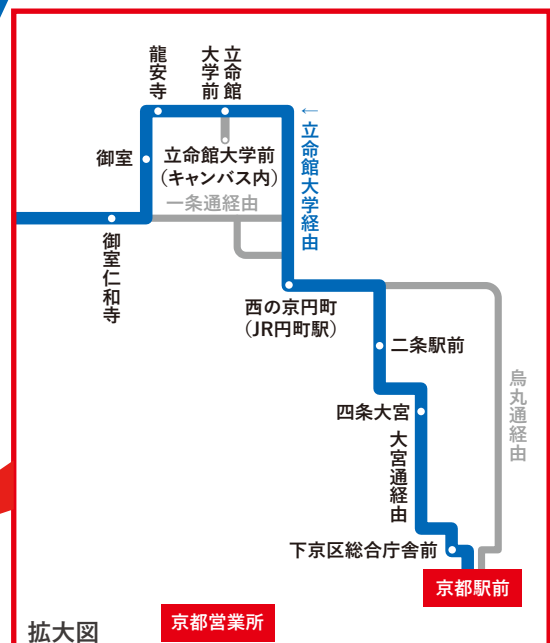 龍安寺
立命館
大学前
御室
立命館大学前
（キャンバス内）
←立命館大学経由
一条通経由
御室仁和寺
西の京円町
（JR円町駅）
二条駅前
烏丸通経由
四条大宮
大宮通経由
下京区総合庁舎前
京都駅前
京都営業所
拡大図